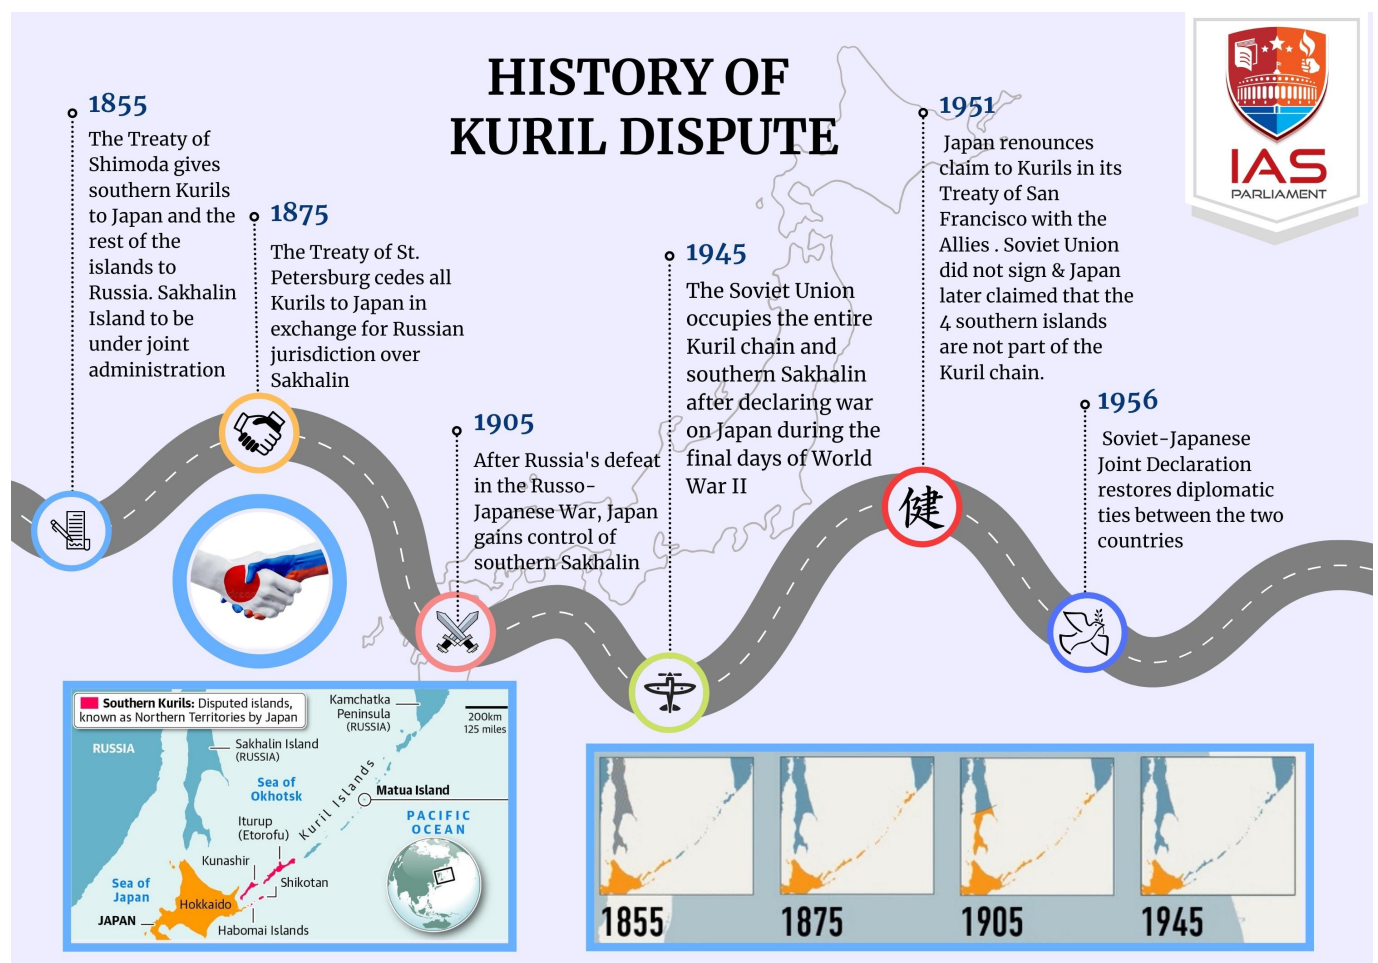 HISTORY OF
KURIL DISPUTE
IAS
PARLIAMENT
1855
The Treaty of
Shimoda gives
southern Kurils
to Japan and the
rest of the
islands to
Russia. Sakhalin
Island to be
under joint
administration
1875
The Treaty of St.
Petersburg cedes all
Kurils to Japan in
exchange for Russian
jurisdiction over
Sakhalin
1905
After Russia's defeat
in the Russo-
Japanese War, Japan
gains control of
southern Sakhalin
1945
The Soviet Union
occupies the entire
Kuril chain and
southern Sakhalin
after declaring war
on Japan during the
final days of World
War II
1951
Japan renounces
claim to Kurils in its
Treaty of San
Francisco with the
Allies . Soviet Union
did not sign & Japan
later claimed that the
4 southern islands
are not part of the
Kuril chain.
1956
Soviet-Japanese
Joint Declaration
restores diplomatic
ties between the two
countries
健
Southern Kurils: Disputed islands,
known as Northern Territories by Japan
Kamchatka
Peninsula
(RUSSIA)
200km
125 miles
RUSSIA
Sakhalin Island
(RUSSIA)
Sea of
Okhotsk
Kuril Islands
Matua Island
PACIFIC
OCEAN
Iturup
(Etorofu)
Kunashir
Shikotan
Sea of
Japan
Hokkaido
JAPAN
Habomai Islands
1855
1875
1905
1945